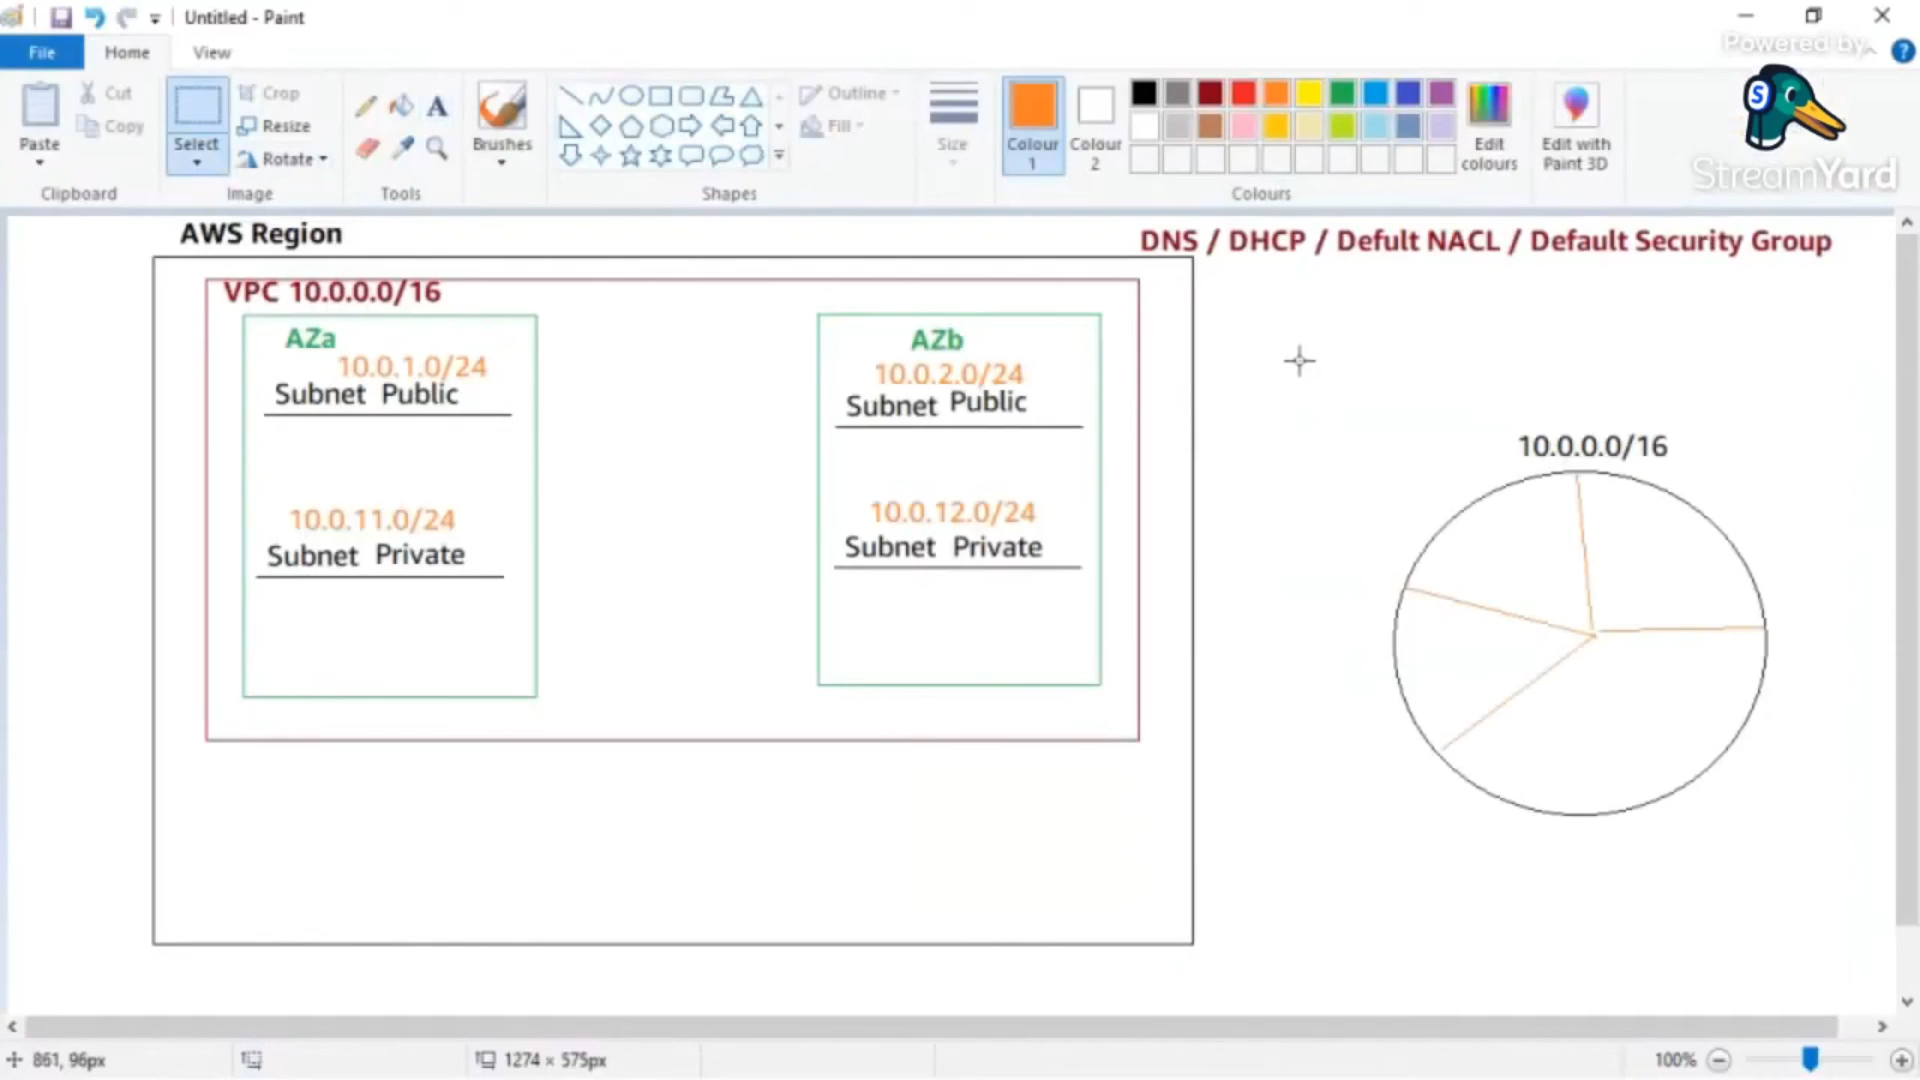 Untitled - Paint
File Home View
Powered by
Paste
Cut
Copy
Clipboard
Select
Crop
Resize
Rotate
Image
A
Tools
Brushes
Shapes
Outline
Fill
Size
Colour 1
Colour 2
Colours
Edit colours
Edit with Paint 3D
S
StreamYard
AWS Region
DNS / DHCP / Defult NACL / Default Security Group
VPC 10.0.0.0/16
AZa
10.0.1.0/24
Subnet Public
10.0.11.0/24
Subnet Private
AZb
10.0.2.0/24
Subnet Public
10.0.12.0/24
Subnet Private
10.0.0.0/16
861, 96px
1274 × 575px
100%